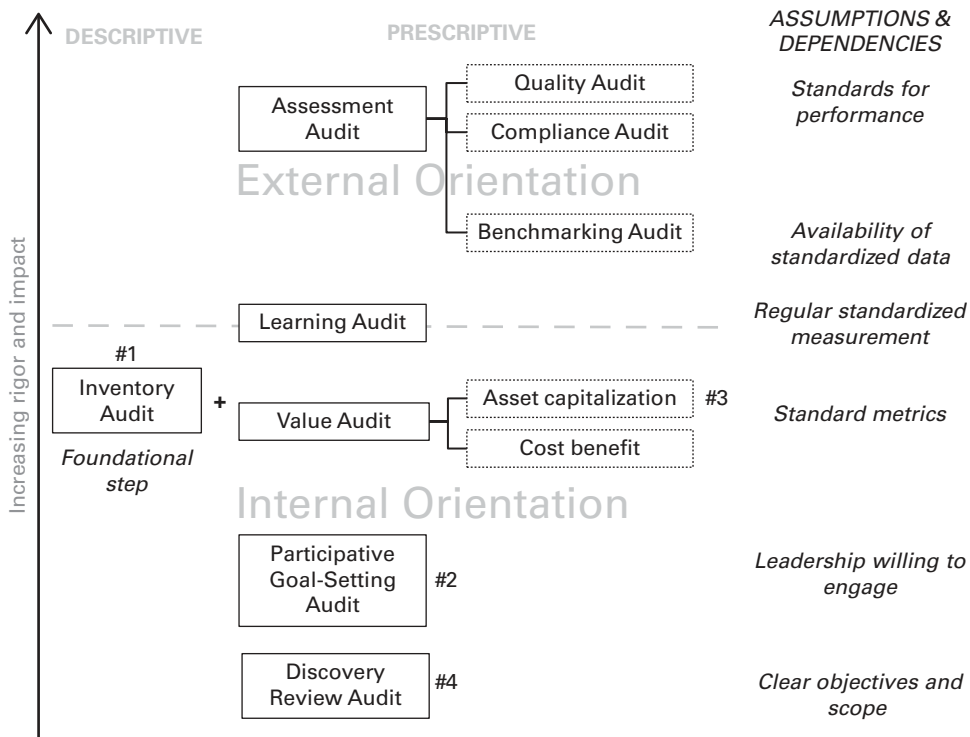 DESCRIPTIVE
PRESCRIPTIVE
ASSUMPTIONS &
DEPENDENCIES
Increasing rigor and impact
Assessment
Audit
Quality Audit
Compliance Audit
Standards for
performance
External Orientation
Benchmarking Audit
Availability of
standardized data
Learning Audit
Regular standardized
measurement
#1
Inventory
Audit
Foundational
step
+
Value Audit
Asset capitalization
#3
Cost benefit
Standard metrics
Internal Orientation
Participative
Goal-Setting
Audit
#2
Leadership willing to
engage
Discovery
Review Audit
#4
Clear objectives and
scope